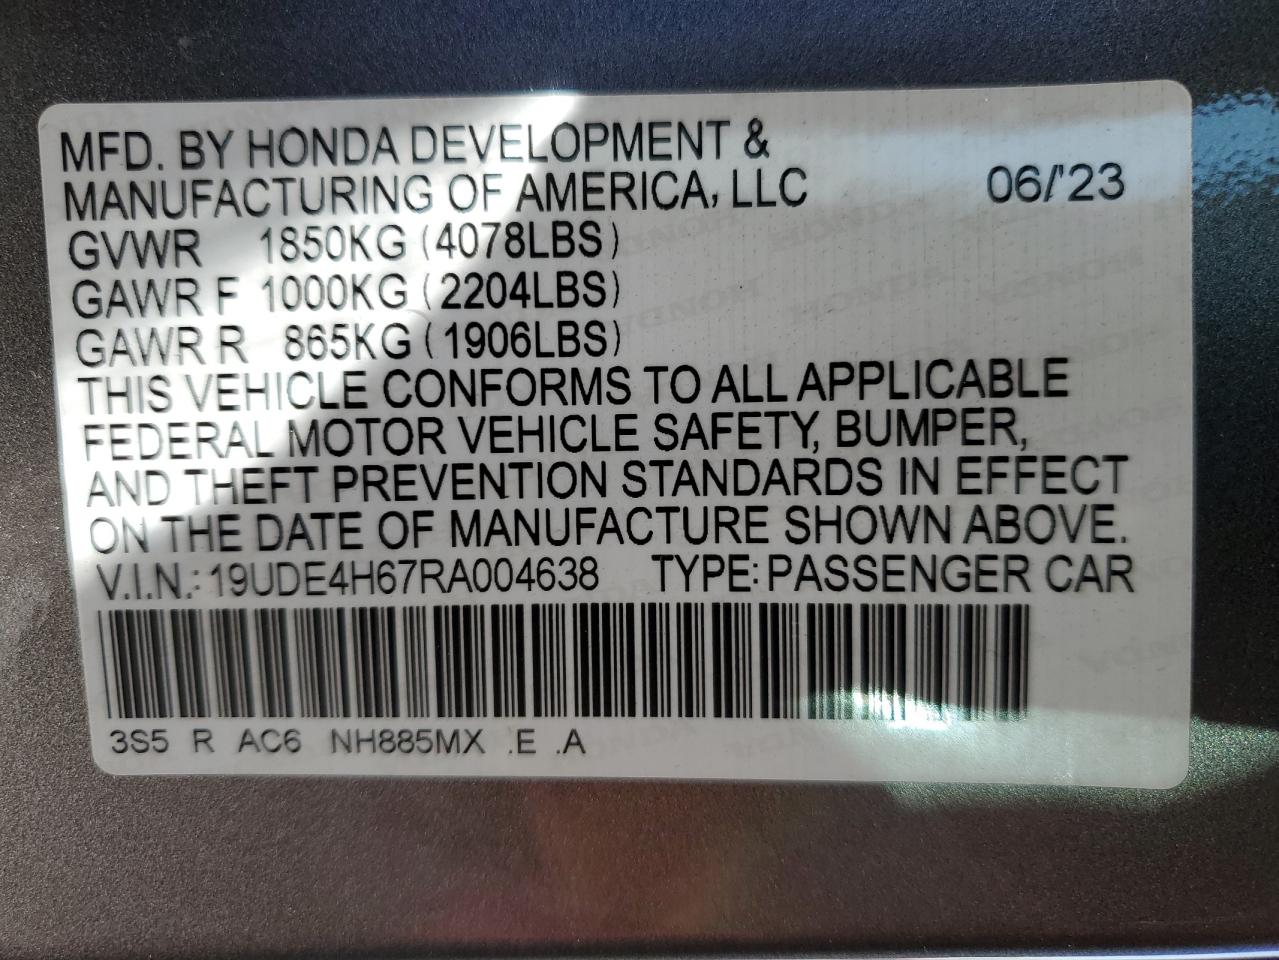 MFD. BY HONDA DEVELOPMENT &
MANUFACTURING OF AMERICA, LLC 06/'23
GVWR 1850KG (4078LBS)
GAWR F 1000KG (2204LBS)
GAWR R 865KG (1906LBS)
THIS VEHICLE CONFORMS TO ALL APPLICABLE
FEDERAL MOTOR VEHICLE SAFETY, BUMPER,
AND THEFT PREVENTION STANDARDS IN EFFECT
ON THE DATE OF MANUFACTURE SHOWN ABOVE.
V.I.N.: 19UDE4H67RA004638 TYPE: PASSENGER CAR
3S5 R AC6 NH885MX .E .A